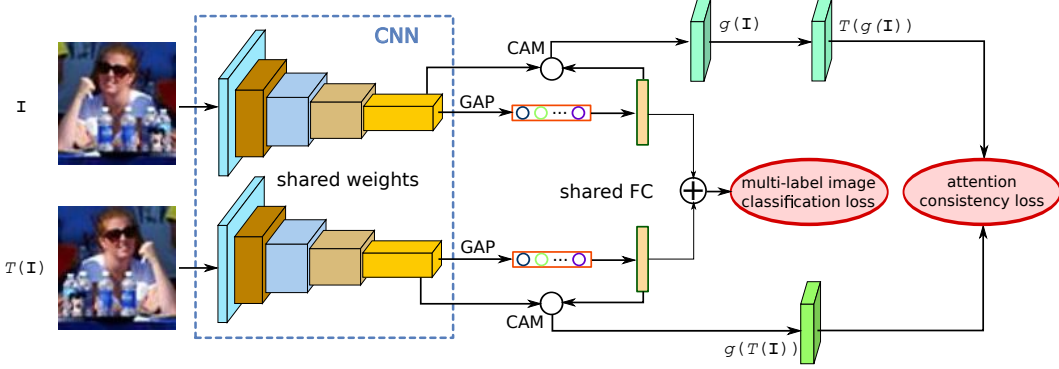 CNN
CAM
g(I)
T(g(I))
I
GAP
...
shared weights
shared FC
multi-label image
classification loss
attention
consistency loss
T(I)
GAP
...
CAM
g(T(I))